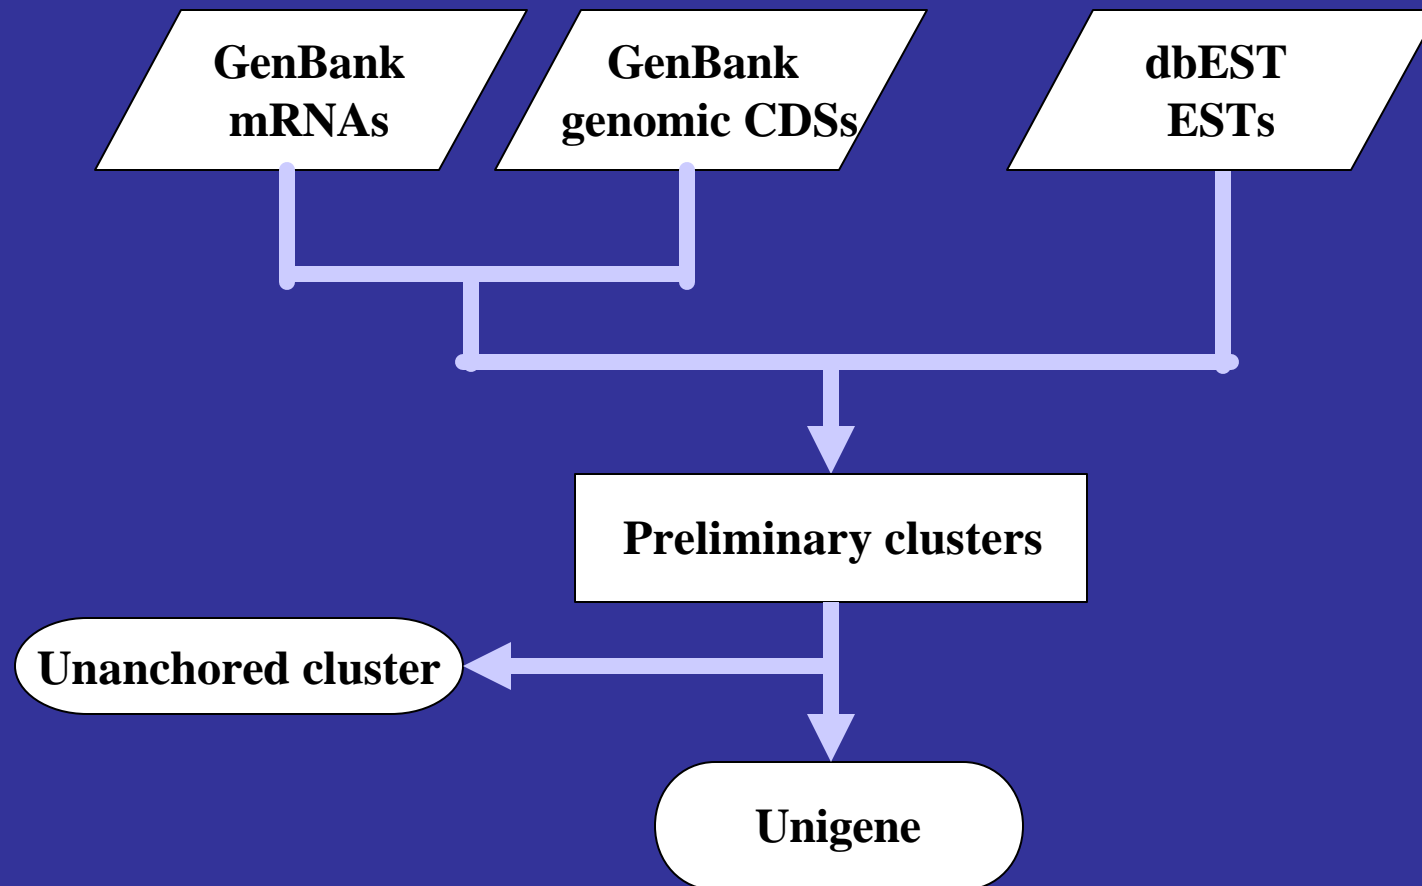 GenBank
mRNAs
GenBank
genomic CDSs
dbEST
ESTs
Preliminary clusters
Unanchored cluster
Unigene